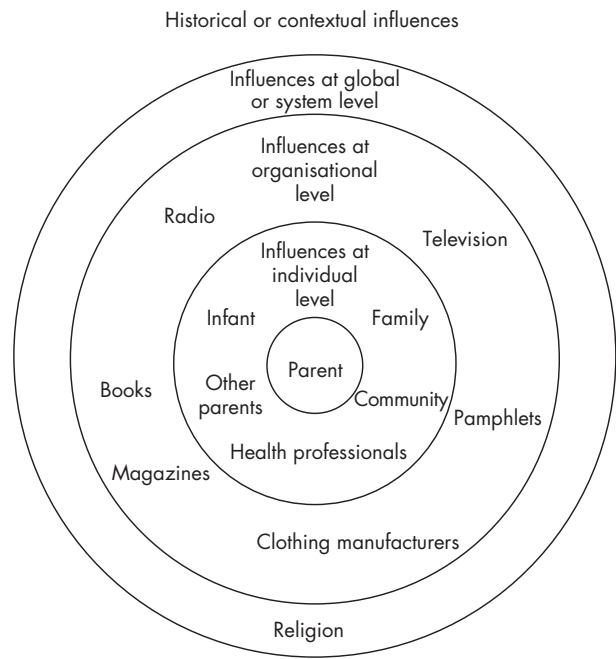 Historical or contextual influences
Influences at global
or system level
Influences at
organisational
level
Radio
Television
Influences at
individual
level
Infant
Family
Parent
Books
Other
parents
Community
Pamphlets
Health professionals
Magazines
Clothing manufacturers
Religion